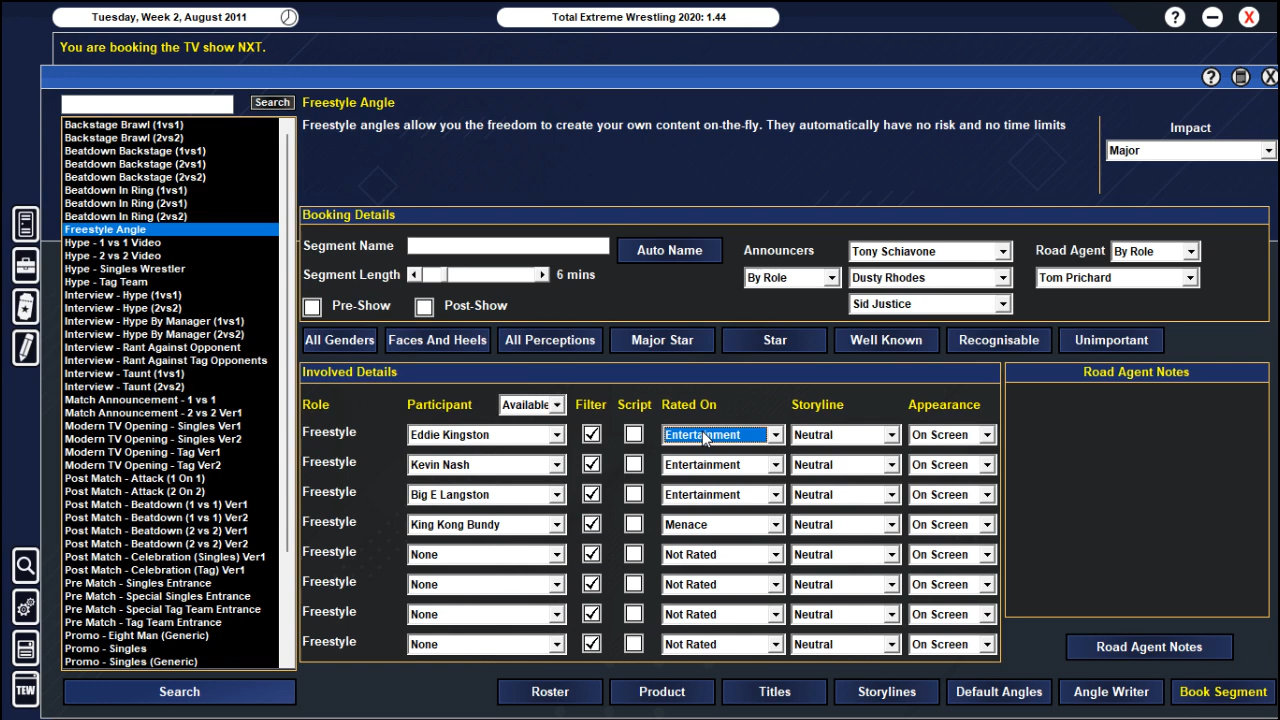 Tuesday, Week 2, August 2011
Total Extreme Wrestling 2020: 1.44
? X
You are booking the TV show NXT.
? X
Search
Freestyle Angle
Freestyle angles allow you the freedom to create your own content on-the-fly. They automatically have no risk and no time limits
Impact
Major
Backstage Brawl (1vs1)
Backstage Brawl (2vs2)
Beatdown Backstage (1vs1)
Beatdown Backstage (2vs1)
Beatdown Backstage (2vs2)
Beatdown In Ring (1vs1)
Beatdown In Ring (2vs1)
Beatdown In Ring (2vs2)
Freestyle Angle
Hype - 1 vs 1 Video
Hype - 2 vs 2 Video
Hype - Singles Wrestler
Hype - Tag Team
Interview - Hype (1vs1)
Interview - Hype (2vs2)
Interview - Hype By Manager (1vs1)
Interview - Hype By Manager (2vs2)
Interview - Rant Against Opponent
Interview - Rant Against Tag Opponents
Interview - Taunt (1vs1)
Interview - Taunt (2vs2)
Match Announcement - 1 vs 1
Match Announcement - 2 vs 2 Ver1
Modern TV Opening - Singles Ver1
Modern TV Opening - Singles Ver2
Modern TV Opening - Tag Ver1
Modern TV Opening - Tag Ver2
Post Match - Attack (1 On 1)
Post Match - Attack (2 On 2)
Post Match - Beatdown (1 vs 1) Ver1
Post Match - Beatdown (1 vs 1) Ver2
Post Match - Beatdown (2 vs 2) Ver1
Post Match - Beatdown (2 vs 2) Ver2
Post Match - Celebration (Singles) Ver1
Post Match - Celebration (Tag) Ver1
Pre Match - Singles Entrance
Pre Match - Special Singles Entrance
Pre Match - Special Tag Team Entrance
Pre Match - Tag Team Entrance
Promo - Eight Man (Generic)
Promo - Singles
Promo - Singles (Generic)
Search
TEW
Booking Details
Segment Name Auto Name Announcers Tony Schiavone Road Agent By Role
Segment Length 6 mins By Role Dusty Rhodes Tom Prichard
Pre-Show Post-Show Sid Justice
All Genders Faces And Heels All Perceptions Major Star Star Well Known Recognisable Unimportant
Involved Details
Road Agent Notes
Role Participant Available Filter Script Rated On Storyline Appearance
Freestyle Eddie Kingston Entertainment Neutral On Screen
Freestyle Kevin Nash Entertainment Neutral On Screen
Freestyle Big E Langston Entertainment Neutral On Screen
Freestyle King Kong Bundy Menace Neutral On Screen
Freestyle None Not Rated Neutral On Screen
Freestyle None Not Rated Neutral On Screen
Freestyle None Not Rated Neutral On Screen
Freestyle None Not Rated Neutral On Screen
Road Agent Notes
Roster Product Titles Storylines Default Angles Angle Writer Book Segment